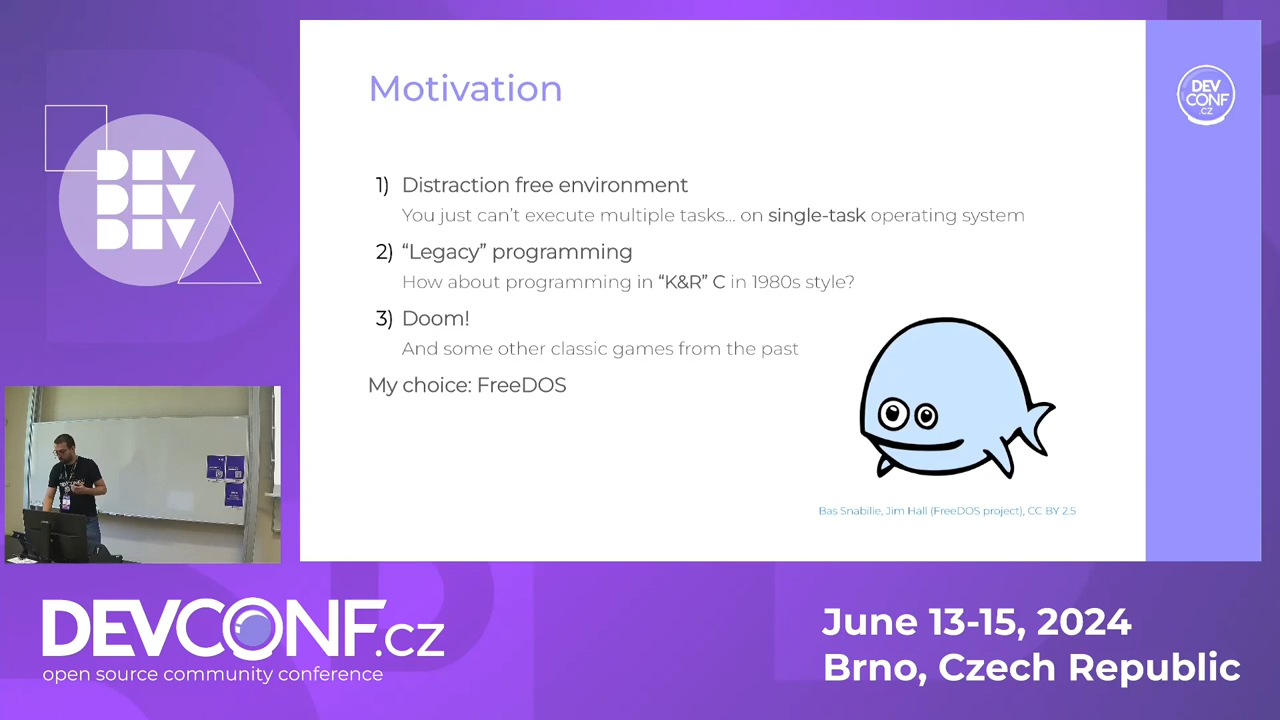 Motivation
DEV
CONF
.CZ
1) Distraction free environment
You just can't execute multiple tasks... on single-task operating system
2) “Legacy” programming
How about programming in “K&R” C in 1980s style?
3) Doom!
And some other classic games from the past
My choice: FreeDOS
Bas Snabilie, Jim Hall (FreeDOS project), CC BY 2.5
DEV
DEV
DEV
DEVCONF.cz
open source community conference
June 13-15, 2024
Brno, Czech Republic